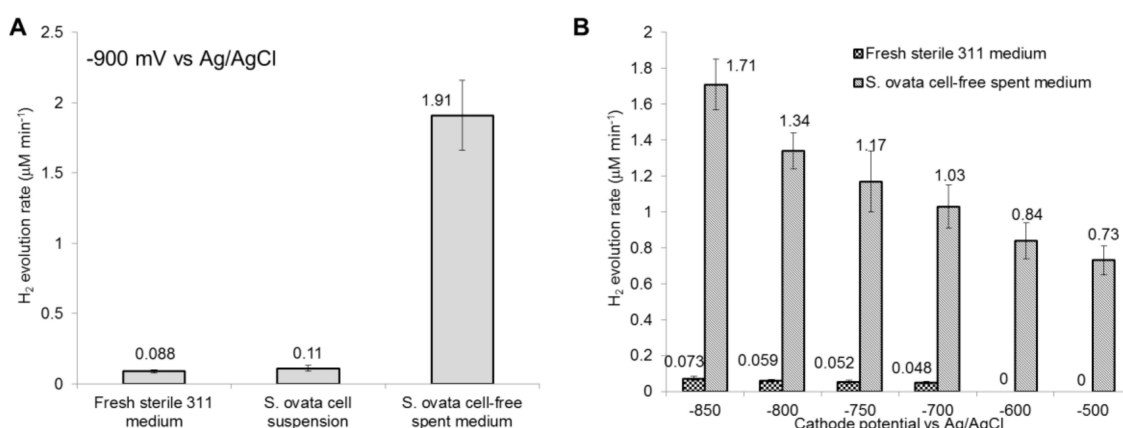 A
-900 mV vs Ag/AgCl
H₂ evolution rate (μM min⁻¹)
2.5
2
1.5
1
0.5
0
0.088
0.11
1.91
Fresh sterile 311
medium
S. ovata cell
suspension
S. ovata cell-free
spent medium
B
Fresh sterile 311 medium
S. ovata cell-free spent medium
H₂ evolution rate (μM min⁻¹)
2
1.8
1.6
1.4
1.2
1
0.8
0.6
0.4
0.2
0
0.073
1.71
0.059
1.34
0.052
1.17
0.048
1.03
0
0.84
0
0.73
-850
-800
-750
-700
-600
-500
Cathode potential vs Ag/AgCl